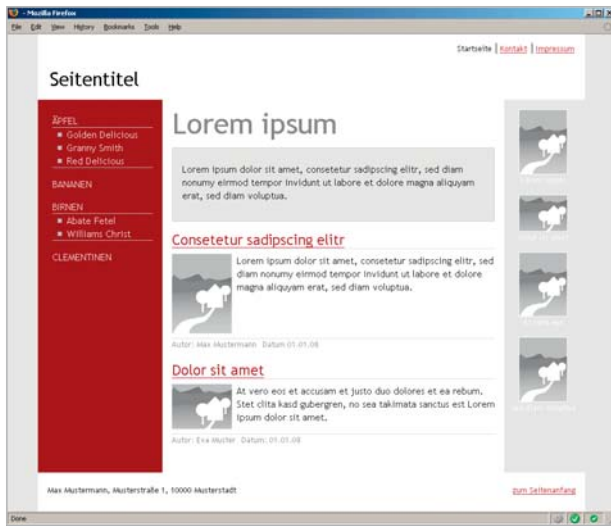 - Mozilla Firefox
File Edit View History Bookmarks Tools Help
Startseite | Kontakt | Impressum
Seitentitel
ÄPFEL
Golden Delicious
Granny Smith
Red Delicious
BANANEN
BIRNEN
Abate Fetel
Williams Christ
CLEMENTINEN
Lorem ipsum
Lorem ipsum dolor sit amet, consetetur sadipscing elitr, sed diam
nonumy eirmod tempor invidunt ut labore et dolore magna aliquyam
erat, sed diam voluptua.
Consetetur sadipscing elitr
Lorem ipsum dolor sit amet, consetetur sadipscing elitr, sed
diam nonumy eirmod tempor invidunt ut labore et dolore
magna aliquyam erat, sed diam voluptua.
Autor: Max Mustermann Datum 01.01.08
Dolor sit amet
At vero eos et accusam et justo duo dolores et ea rebum.
Stet clita kasd gubergren, no sea takimata sanctus est Lorem
ipsum dolor sit amet.
Autor: Eva Muster Datum: 01.01.08
Max Mustermann, Musterstraße 1, 10000 Musterstadt
zum Seitenanfang
Done